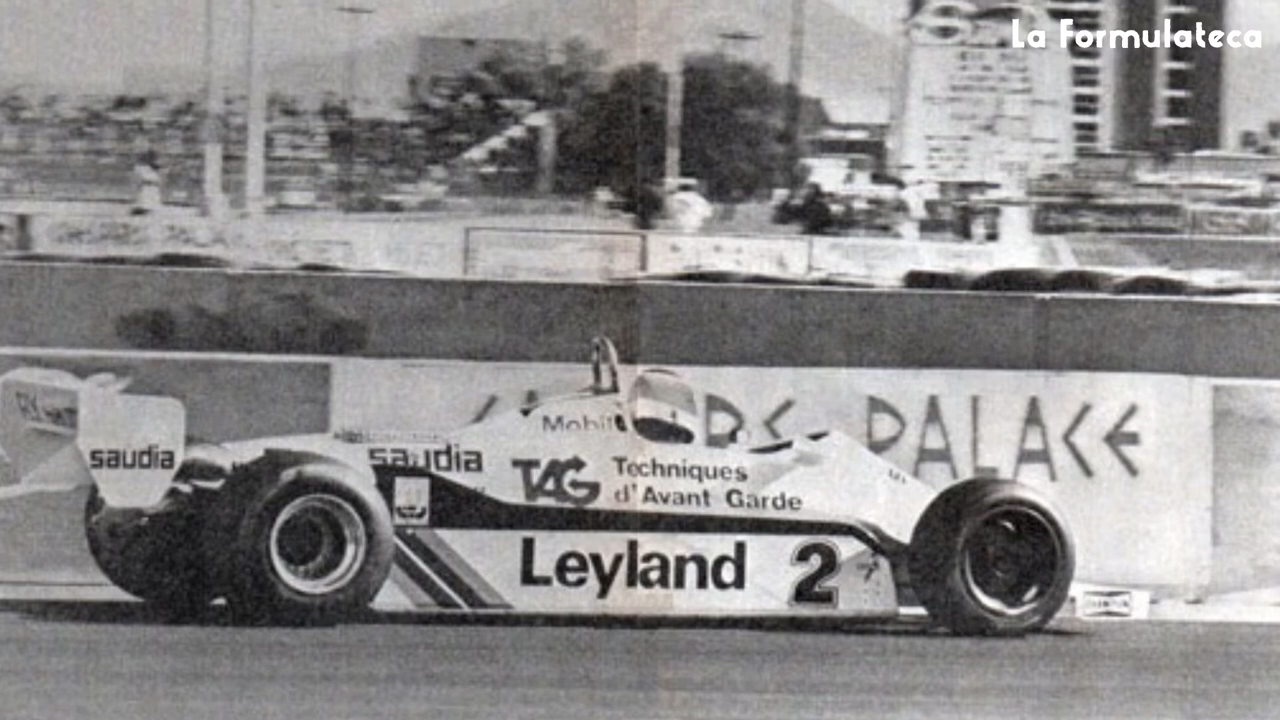 La Formulateca
PALACE
Mobil
saudia
saudia
TAG
Techniques
d'Avant Garde
Leyland
2